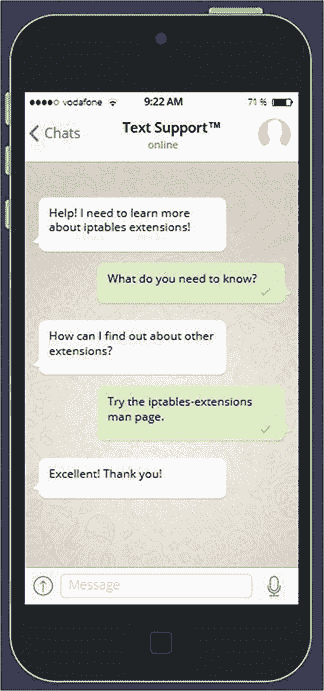 vodafone 9:22 AM 71 %
Chats Text Support™
online
Help! I need to learn more
about iptables extensions!
What do you need to know?
How can I find out about other
extensions?
Try the iptables-extensions
man page.
Excellent! Thank you!
Message